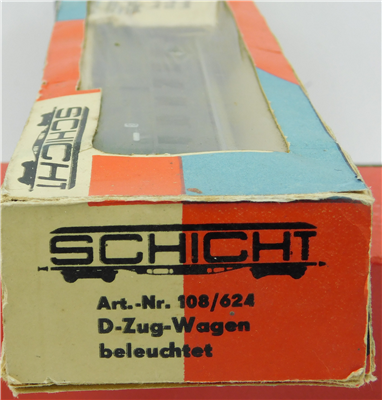 SCHICHT
SCHICHT
Art.-Nr. 108/624
D-Zug-Wagen
beleuchtet